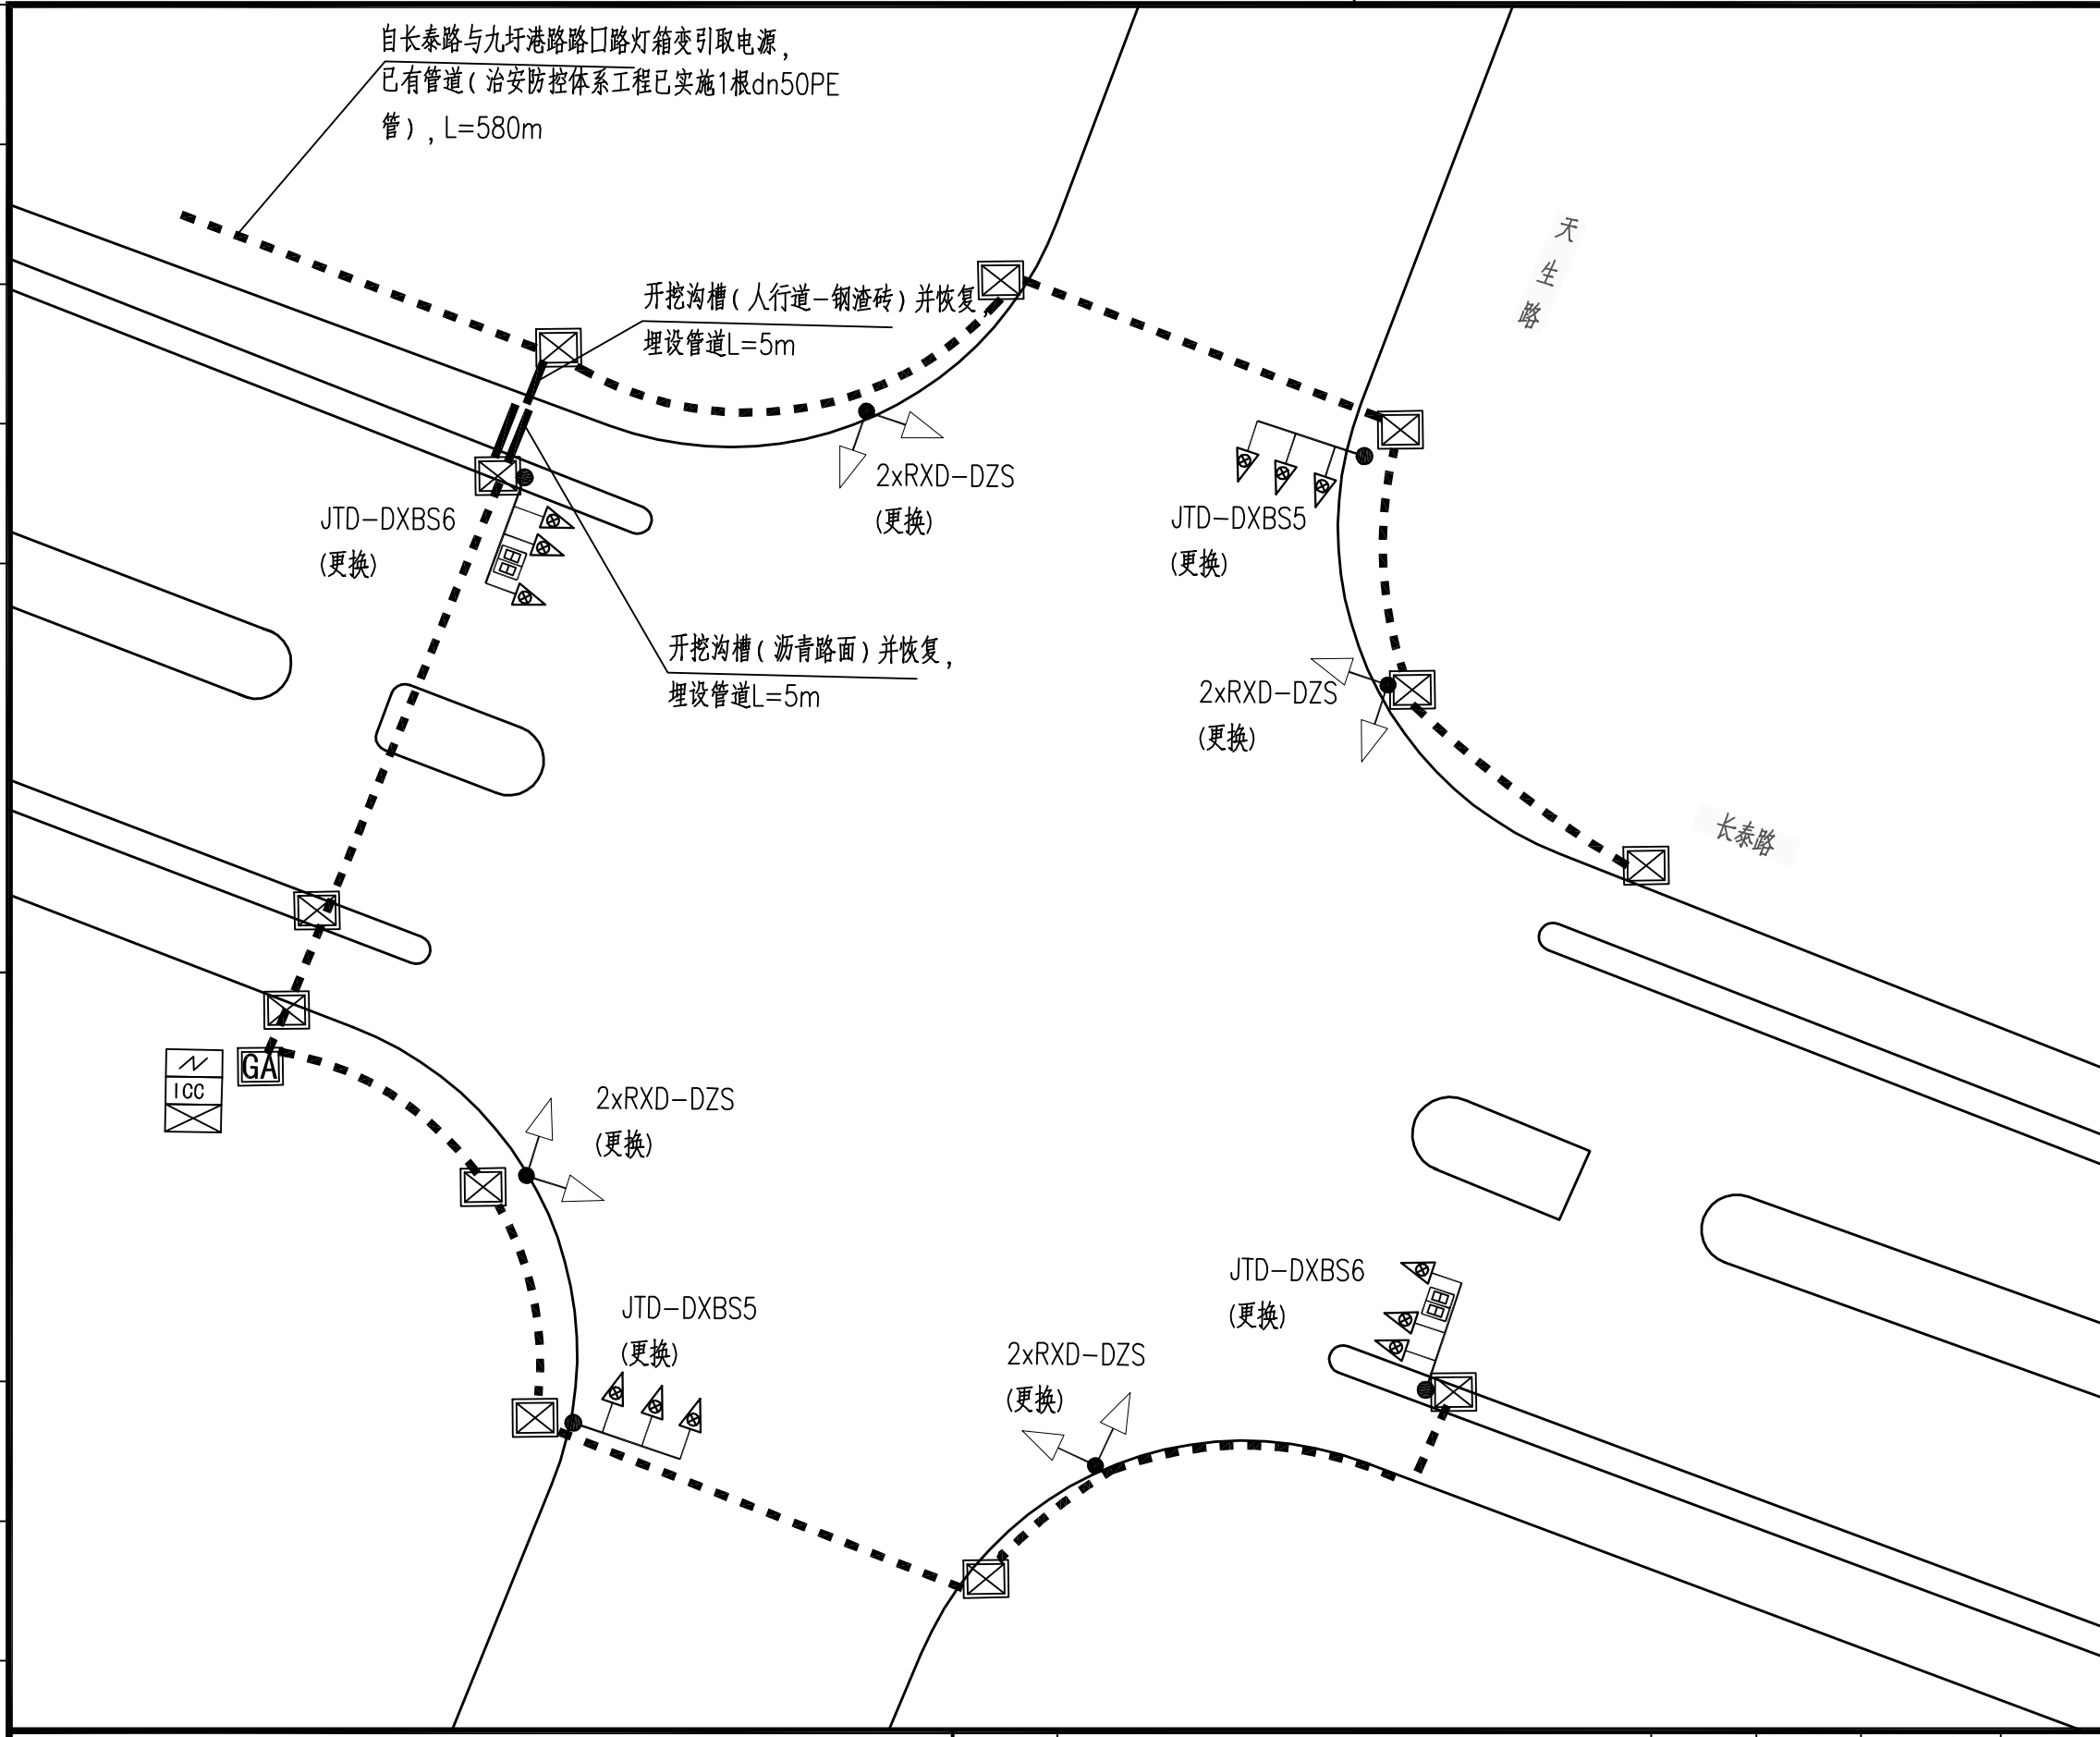 自长泰路与九圩港路路口路灯箱变引取电源，
已有管道(治安防控体系工程已实施1根dn50PE
管)，L=580m
天生路
开挖沟槽(人行道-钢渣砖)并恢复，
埋设管道L=5m
2xRXD-DZS
(更换)
JTD-DXBS6
(更换)
JTD-DXBS5
(更换)
开挖沟槽(沥青路面)并恢复，
埋设管道L=5m
2xRXD-DZS
(更换)
长泰路
GA
ICC
2xRXD-DZS
(更换)
JTD-DXBS6
(更换)
JTD-DXBS5
(更换)
2xRXD-DZS
(更换)